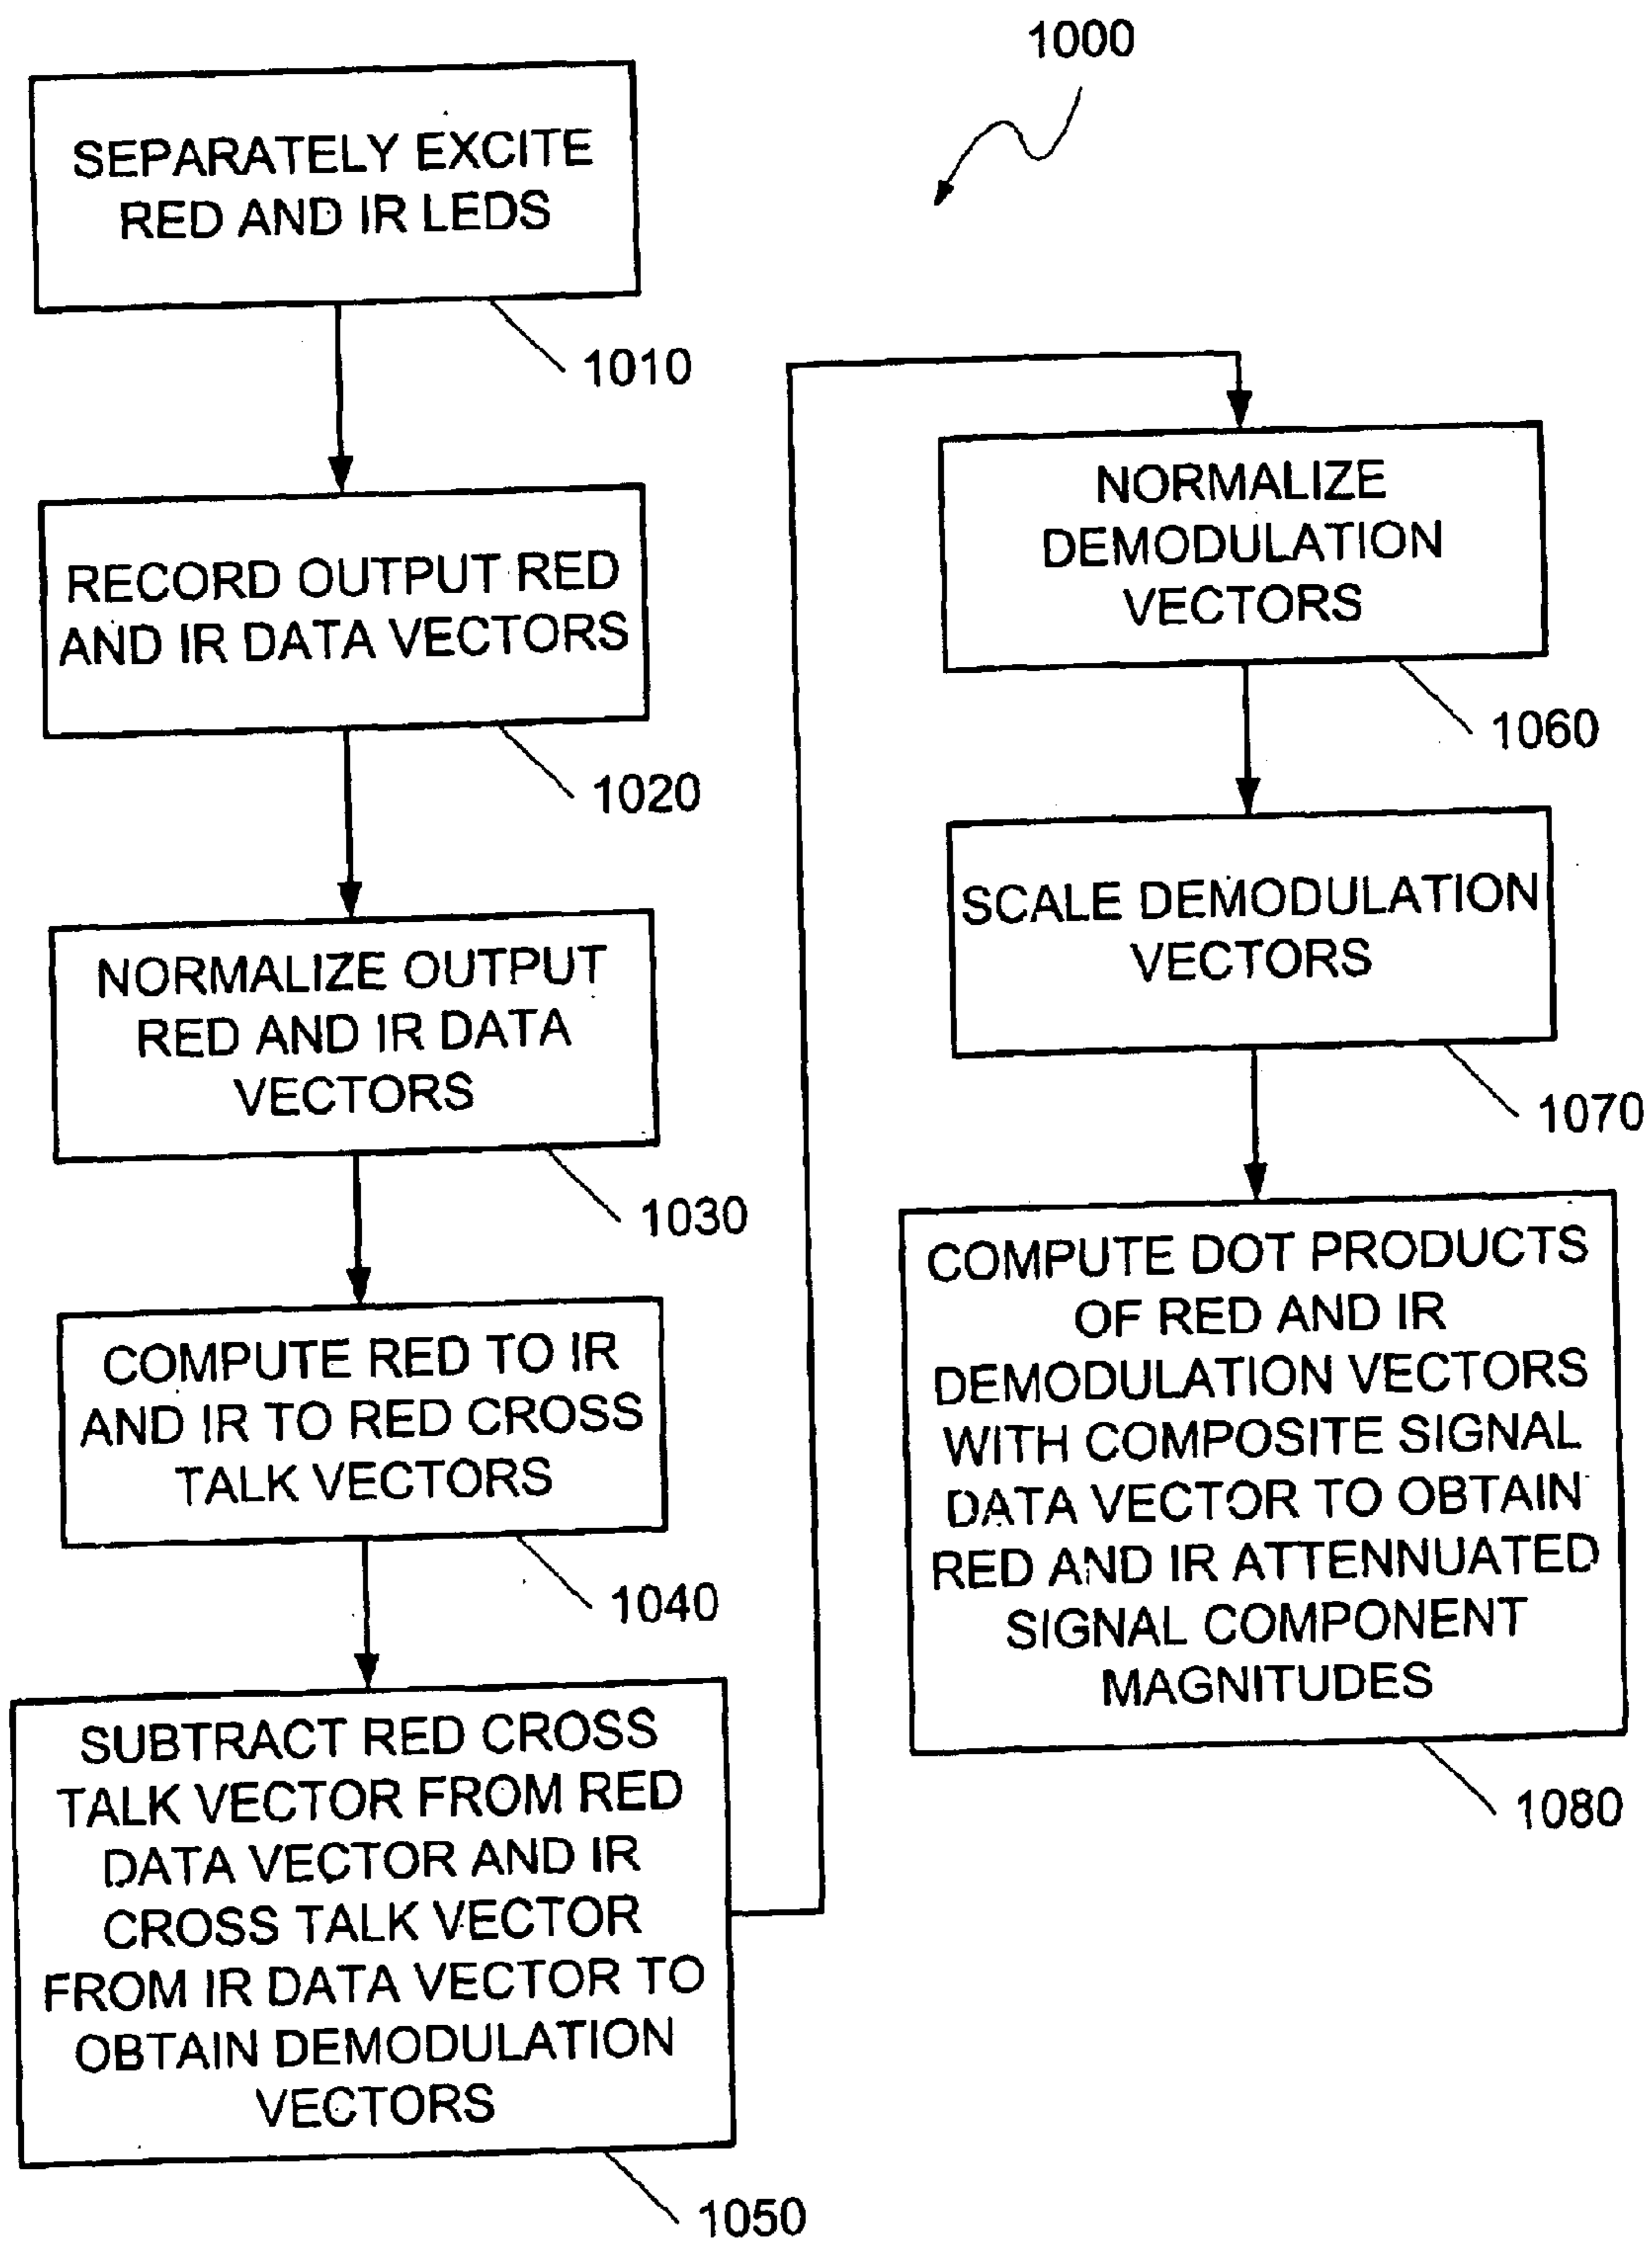 1000
SEPARATELY EXCITE
RED AND IR LEDS
1010
RECORD OUTPUT RED
AND IR DATA VECTORS
1020
NORMALIZE OUTPUT
RED AND IR DATA
VECTORS
1030
COMPUTE RED TO IR
AND IR TO RED CROSS
TALK VECTORS
1040
SUBTRACT RED CROSS
TALK VECTOR FROM RED
DATA VECTOR AND IR
CROSS TALK VECTOR
FROM IR DATA VECTOR TO
OBTAIN DEMODULATION
VECTORS
1050
NORMALIZE
DEMODULATION
VECTORS
1060
SCALE DEMODULATION
VECTORS
1070
COMPUTE DOT PRODUCTS
OF RED AND IR
DEMODULATION VECTORS
WITH COMPOSITE SIGNAL
DATA VECTOR TO OBTAIN
RED AND IR ATTENNUATED
SIGNAL COMPONENT
MAGNITUDES
1080